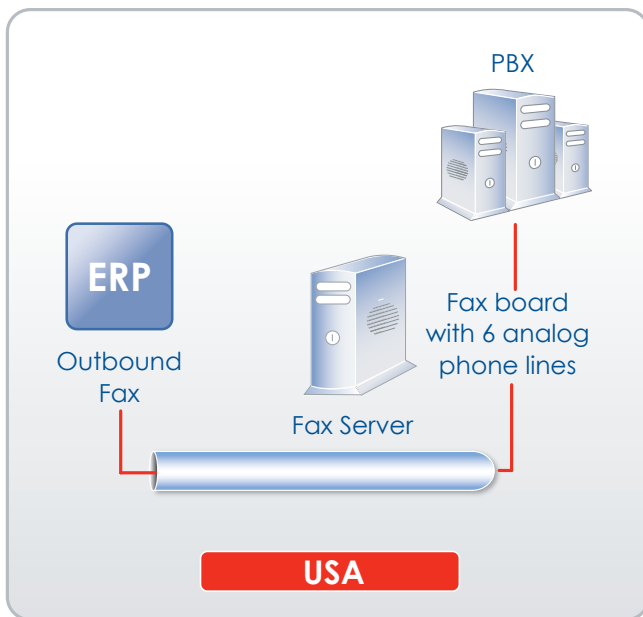 PBX
ERP
Outbound
Fax
Fax Server
Fax board
with 6 analog
phone lines
USA